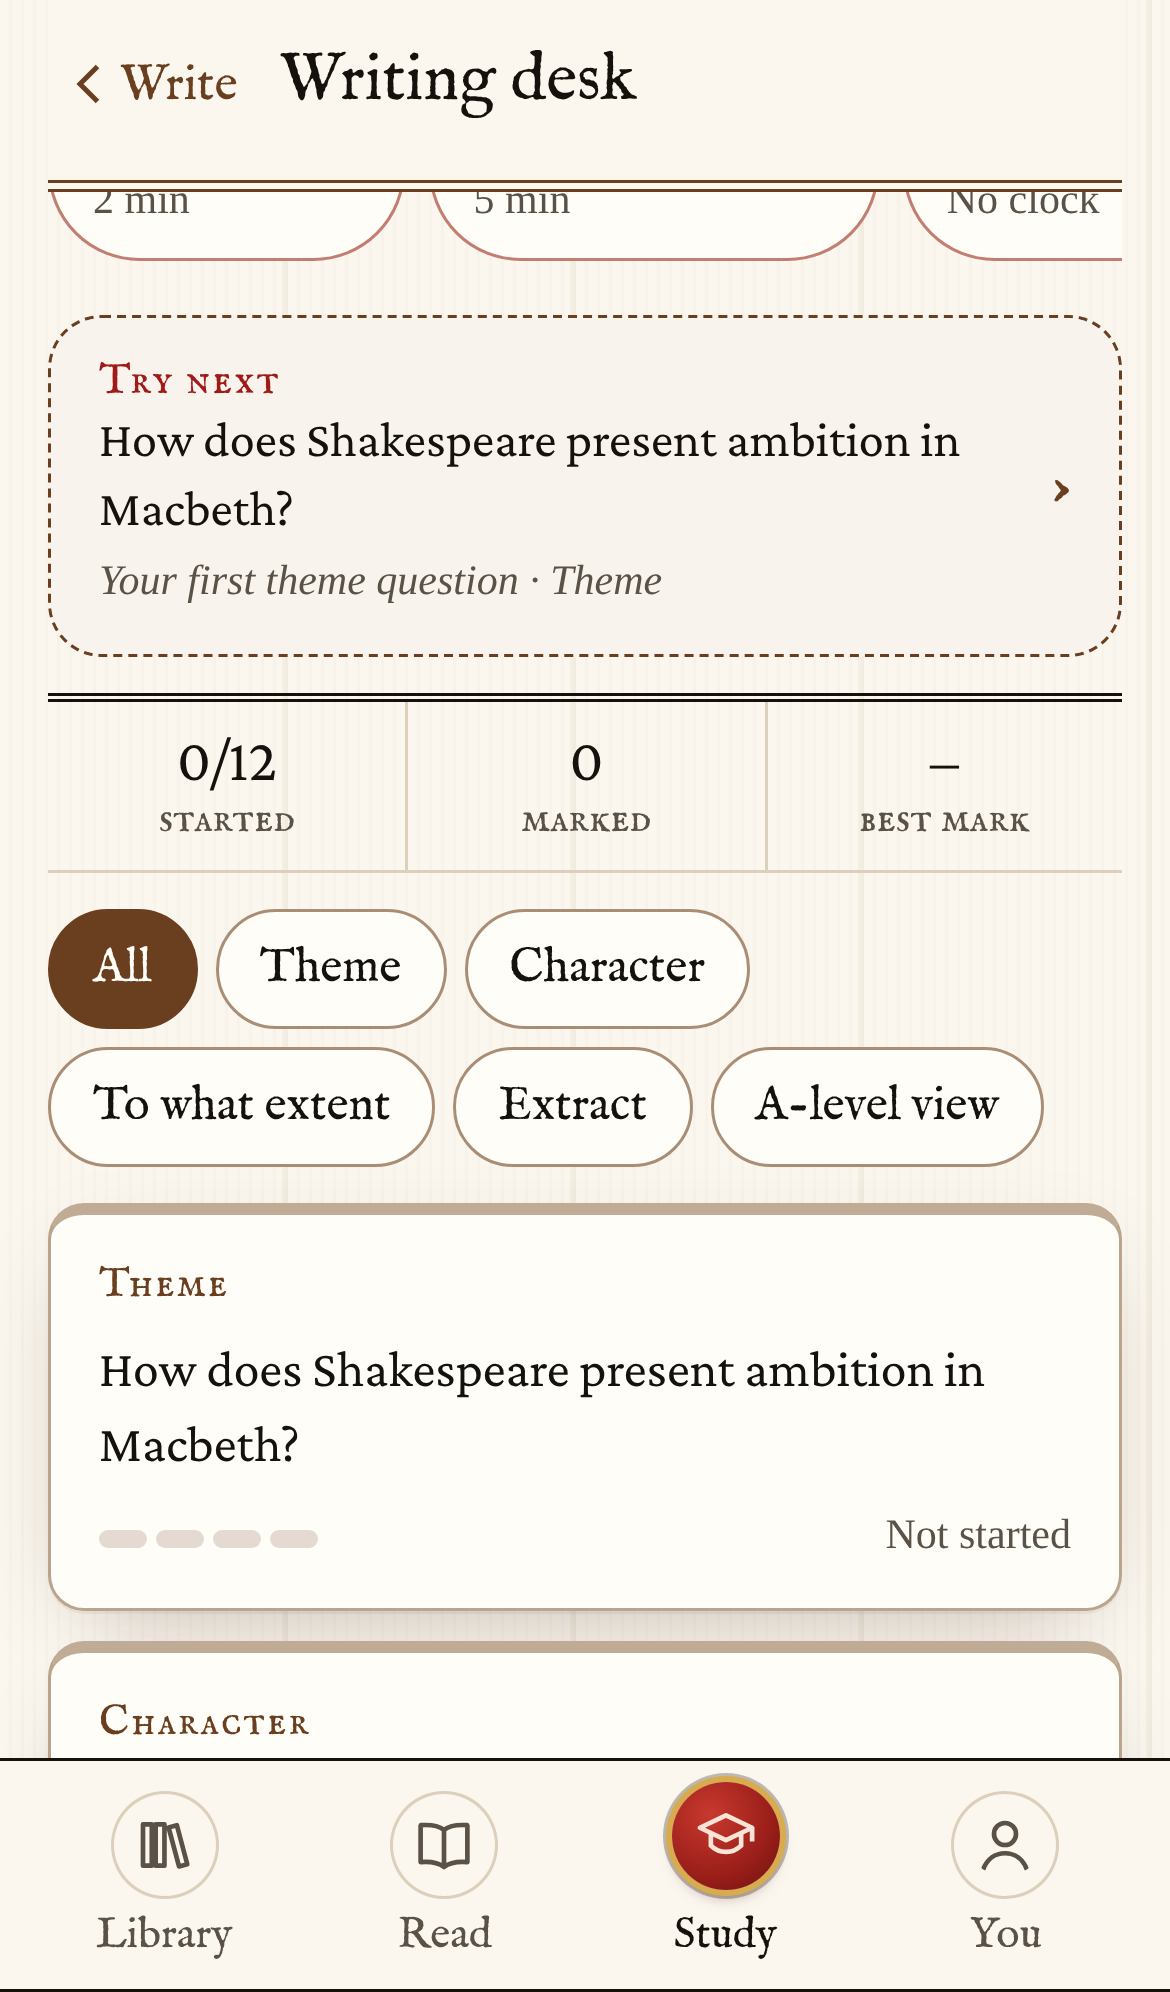 Write Writing desk
2 min 5 min No clock
Try next
How does Shakespeare present ambition in
Macbeth?
Your first theme question · Theme
0/12 0 –
STARTED MARKED BEST MARK
All Theme Character
To what extent Extract A-level view
Theme
How does Shakespeare present ambition in
Macbeth?
Not started
Character
Library Read Study You